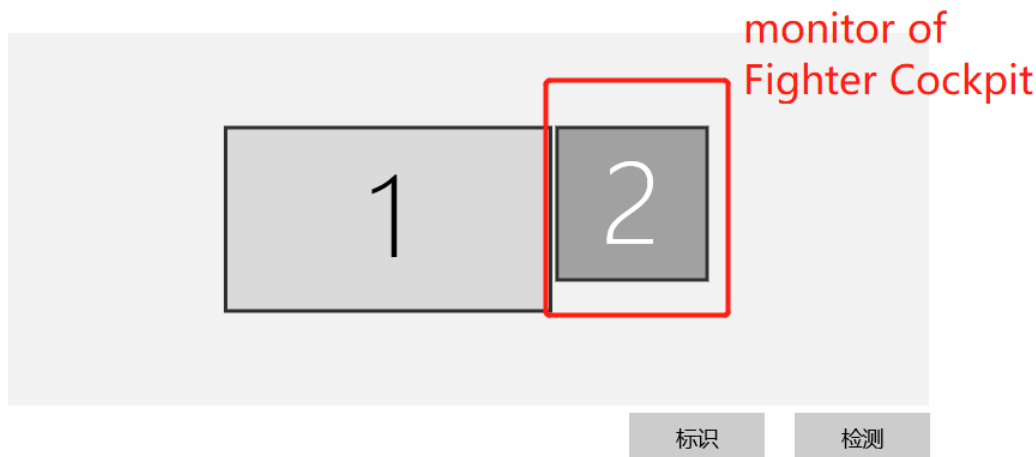 monitor of
Fighter Cockpit
1
2
标识
检测